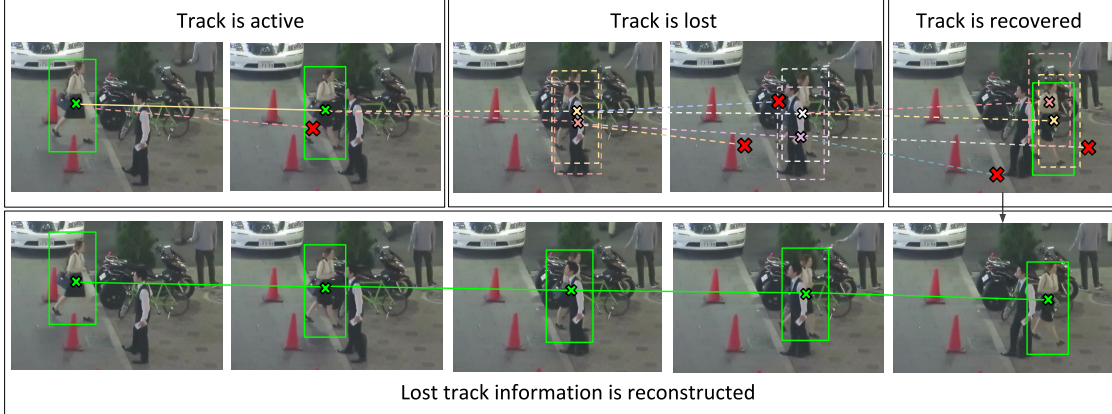 Track is active
Track is lost
Track is recovered
Lost track information is reconstructed